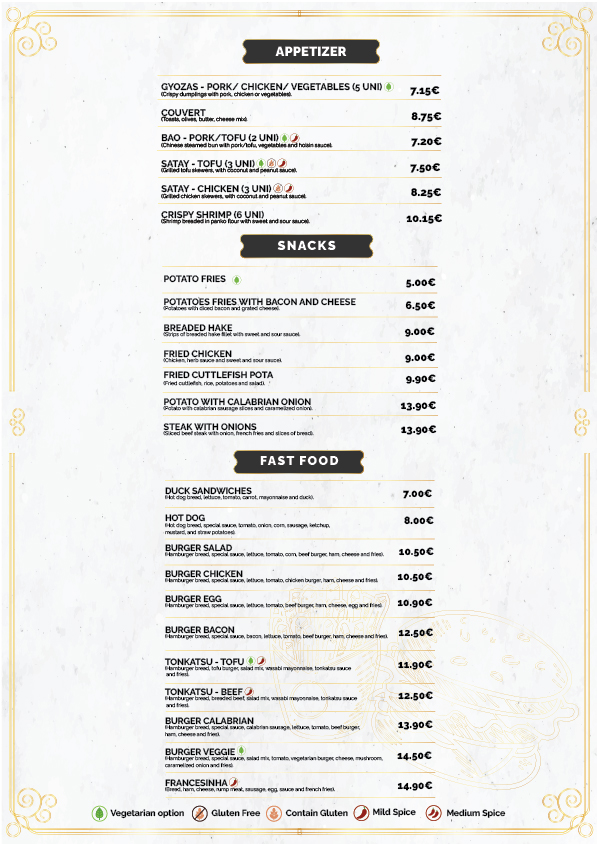 APPETIZER
GYOZAS - PORK/ CHICKEN/ VEGETABLES (5 UNI) 7.15€
(Crispy dumplings with pork, chicken or vegetables).
COUVERT 8.75€
(Toasts, olives, butter, cheese mix).
BAO - PORK/TOFU (2 UNI) 7.20€
(Chinese steamed bun with pork/tofu, vegetables and hoisin sauce).
SATAY - TOFU (3 UNI) 7.50€
(Grilled tofu skewers, with coconut and peanut sauce).
SATAY - CHICKEN (3 UNI) 8.25€
(Grilled chicken skewers, with coconut and peanut sauce).
CRISPY SHRIMP (6 UNI) 10.15€
(Shrimp breaded in panko flour with sweet and sour sauce).
SNACKS
POTATO FRIES 5.00€
POTATOES FRIES WITH BACON AND CHEESE 6.50€
(Potatoes with diced bacon and grated cheese).
BREADED HAKE 9.00€
(Strips of breaded hake fillet with sweet and sour sauce).
FRIED CHICKEN 9.00€
(Chicken, herb sauce and sweet and sour sauce).
FRIED CUTTLEFISH POTA 9.90€
(Fried cuttlefish, rice, potatoes and salad).
POTATO WITH CALABRIAN ONION 13.90€
(Potato with calabrian sausage slices and caramelized onion).
STEAK WITH ONIONS 13.90€
(Sliced beef steak with onion, french fries and slices of bread).
FAST FOOD
DUCK SANDWICHES 7.00€
(Hot dog bread, lettuce, tomato, carrot, mayonnaise and duck).
HOT DOG 8.00€
(Hot dog bread, special sauce, tomato, onion, corn, sausage, ketchup,
mustard, and straw potatoes).
BURGER SALAD 10.50€
(Hamburger bread, special sauce, lettuce, tomato, corn, beef burger, ham, cheese and fries).
BURGER CHICKEN 10.50€
(Hamburger bread, special sauce, lettuce, tomato, chicken burger, ham, cheese and fries).
BURGER EGG 10.90€
(Hamburger bread, special sauce, lettuce, tomato, beef burger, ham, cheese, egg and fries).
BURGER BACON 12.50€
(Hamburger bread, special sauce, bacon, lettuce, tomato, beef burger, ham, cheese and fries).
TONKATSU - TOFU 11.90€
(Hamburger bread, tofu burger, salad mix, wasabi mayonnaise, tonkatsu sauce
and fries).
TONKATSU - BEEF 12.50€
(Hamburger bread, breaded beef, salad mix, wasabi mayonnaise, tonkatsu sauce
and fries).
BURGER CALABRIAN 13.90€
(Hamburger bread, special sauce, calabrian sausage, lettuce, tomato, beef burger,
ham, cheese and fries).
BURGER VEGGIE 14.50€
(Hamburger bread, special sauce, salad mix, tomato, vegetarian burger, cheese, mushroom,
caramelized onion and fries).
FRANCESINHA 14.90€
(Bread, ham, cheese, rump meat, sausage, egg, sauce and french fries).
Vegetarian option Gluten Free Contain Gluten Mild Spice Medium Spice